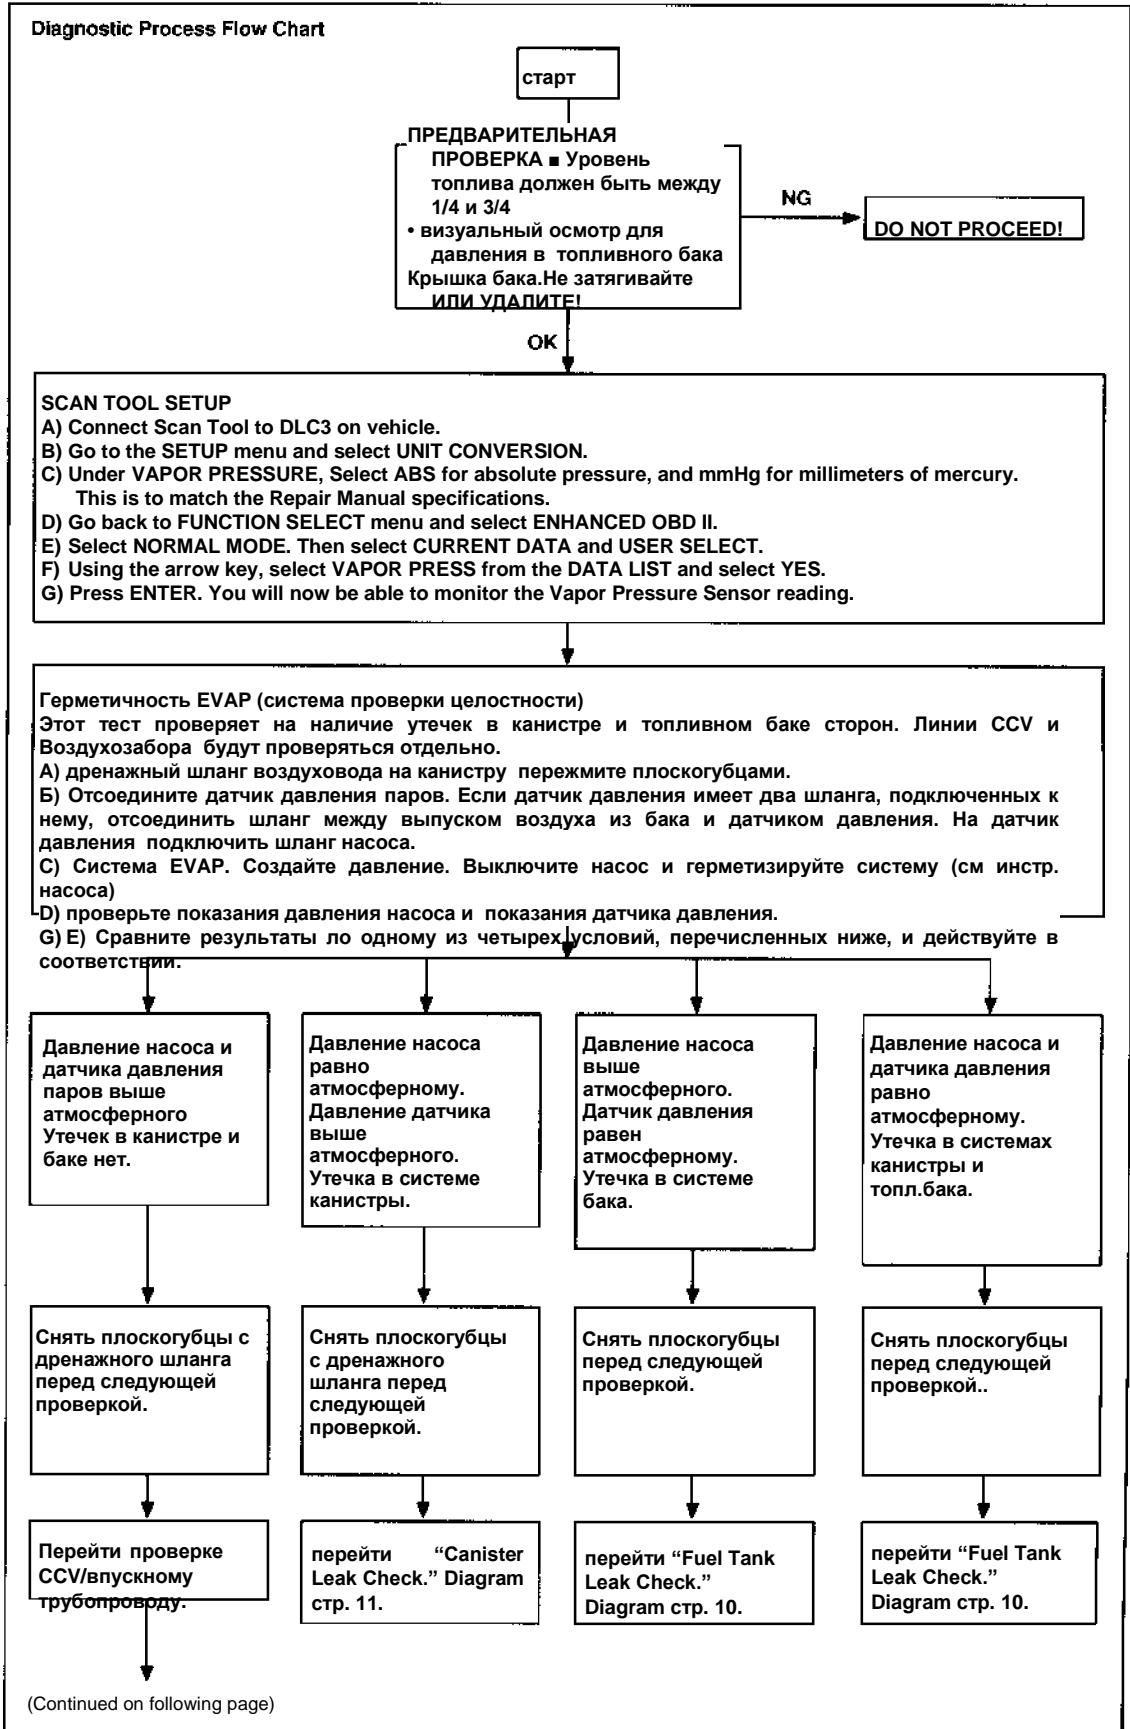 Diagnostic Process Flow Chart
старт
ПРЕДВАРИТЕЛЬНАЯ
ПРОВЕРКА ■ Уровень
топлива должен быть между
1/4 и 3/4
• визуальный осмотр для
давления в топливного бака
Крышка бака.Не затягивайте
ИЛИ УДАЛИТЕ!
NG
DO NOT PROCEED!
OK
SCAN TOOL SETUP
A) Connect Scan Tool to DLC3 on vehicle.
B) Go to the SETUP menu and select UNIT CONVERSION.
C) Under VAPOR PRESSURE, Select ABS for absolute pressure, and mmHg for millimeters of mercury.
This is to match the Repair Manual specifications.
D) Go back to FUNCTION SELECT menu and select ENHANCED OBD II.
E) Select NORMAL MODE. Then select CURRENT DATA and USER SELECT.
F) Using the arrow key, select VAPOR PRESS from the DATA LIST and select YES.
G) Press ENTER. You will now be able to monitor the Vapor Pressure Sensor reading.
Герметичность EVAP (система проверки целостности)
Этот тест проверяет на наличие утечек в канистре и топливном баке сторон. Линии CCV и
Воздухозабора будут проверяться отдельно.
А) дренажный шланг воздуховода на канистру пережмите плоскогубцами.
Б) Отсоедините датчик давления паров. Если датчик давления имеет два шланга, подключенных к
нему, отсоединить шланг между выпуском воздуха из бака и датчиком давления. На датчик
давления подключить шланг насоса.
С) Система EVAP. Создайте давление. Выключите насос и герметизируйте систему (см инстр.
насоса)
D) проверьте показания давления насоса и показания датчика давления.
G) E) Сравните результаты ло одному из четырех условий, перечисленных ниже, и действуйте в
соответствии.
Давление насоса и
датчика давления
паров выше
атмосферного
Утечек в канистре и
баке нет.
Давление насоса
равно
атмосферному.
Давление датчика
выше
атмосферного.
Утечка в системе
канистры.
Давление насоса
выше
атмосферного.
Датчик давления
равен
атмосферному.
Утечка в системе
бака.
Давление насоса и
датчика давления
равно
атмосферному.
Утечка в системах
канистры и
топл.бака.
Снять плоскогубцы с
дренажного шланга
перед следующей
проверкой.
Снять плоскогубцы
с дренажного
шланга перед
следующей
проверкой.
Снять плоскогубцы
перед следующей
проверкой.
Снять плоскогубцы
перед следующей
проверкой..
Перейти проверке
CCV/впускному
трубопроводу.
перейти “Canister
Leak Check.” Diagram
стр. 11.
перейти “Fuel Tank
Leak Check.”
Diagram стр. 10.
перейти “Fuel Tank
Leak Check.”
Diagram стр. 10.
(Continued on following page)